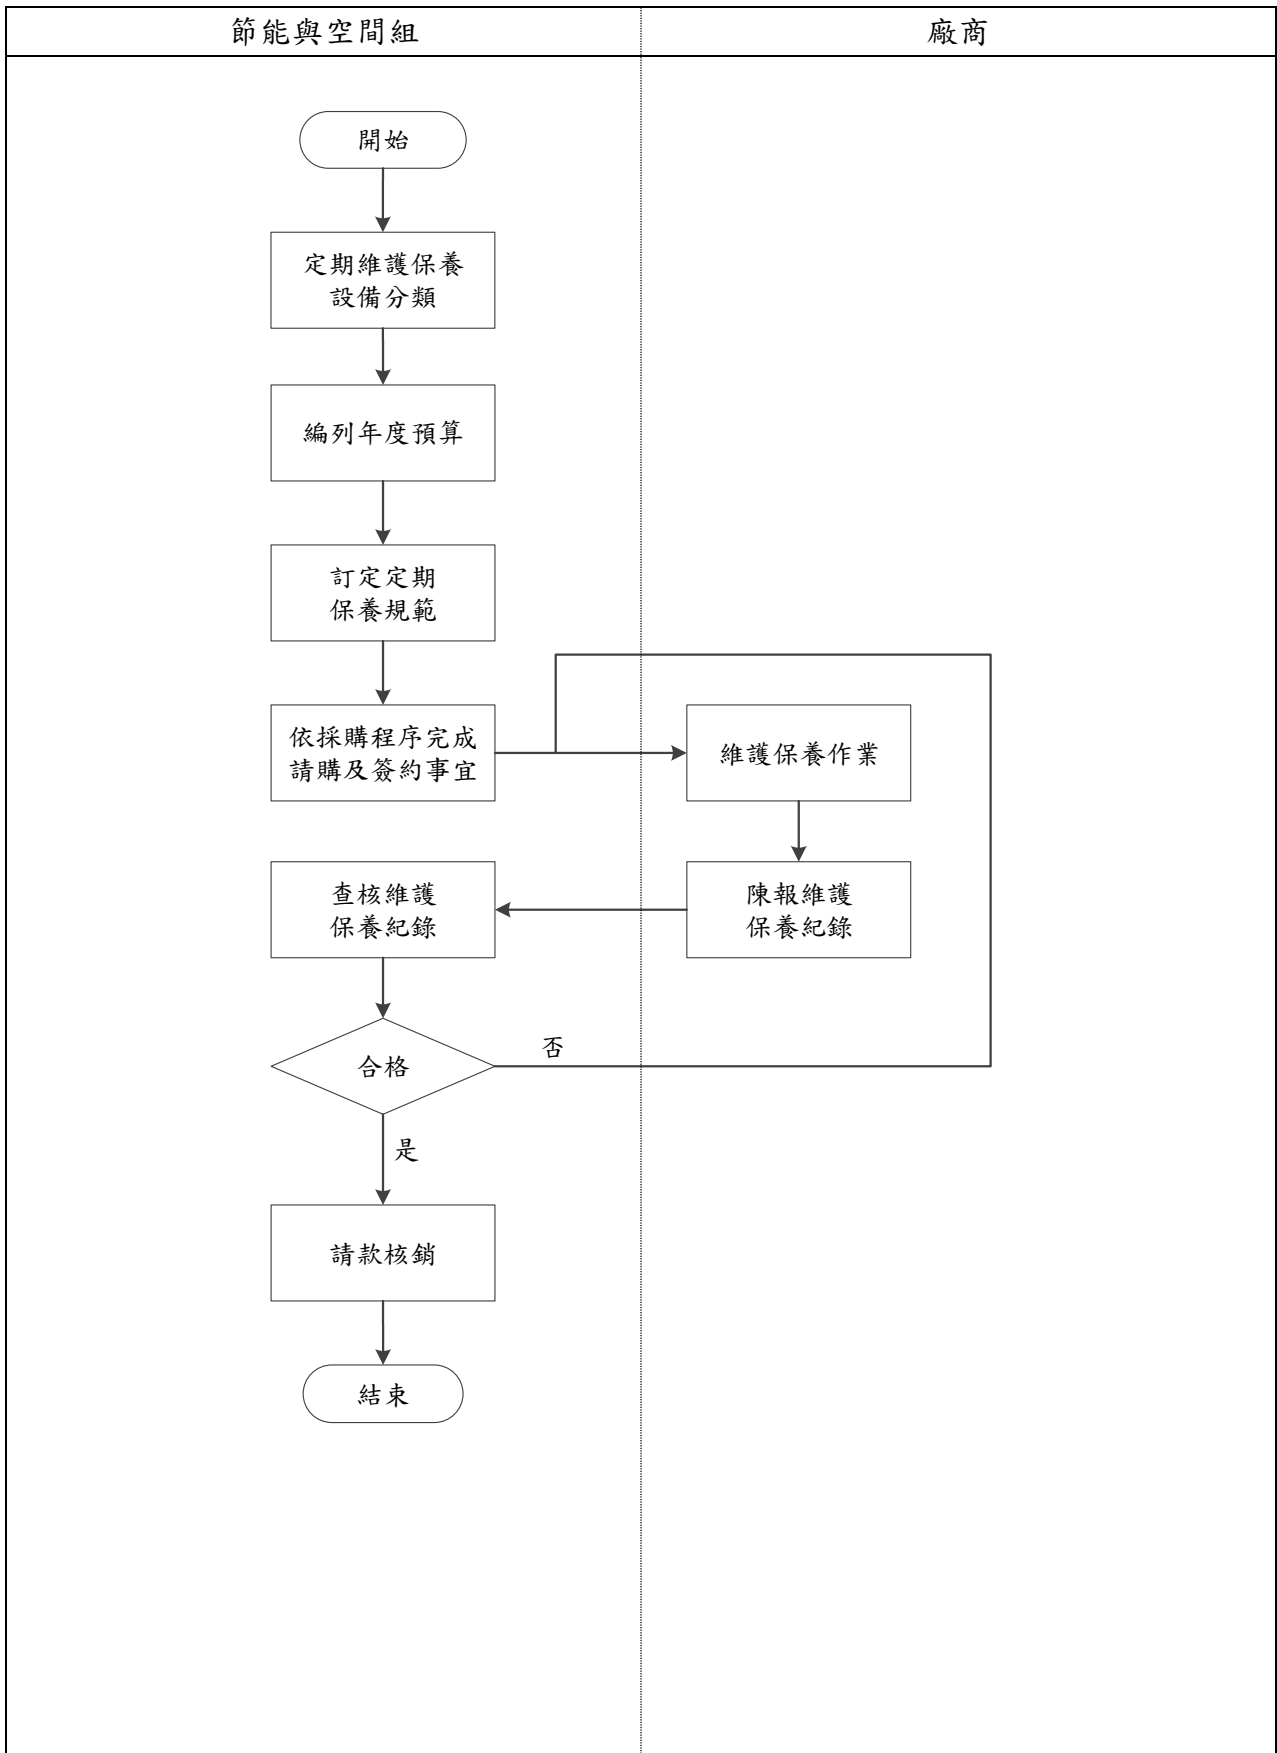 節能與空間組
廠商
開始
定期維護保養
設備分類
編列年度預算
訂定定期
保養規範
依採購程序完成
請購及簽約事宜
維護保養作業
陳報維護
保養紀錄
查核維護
保養紀錄
合格
否
是
請款核銷
結束